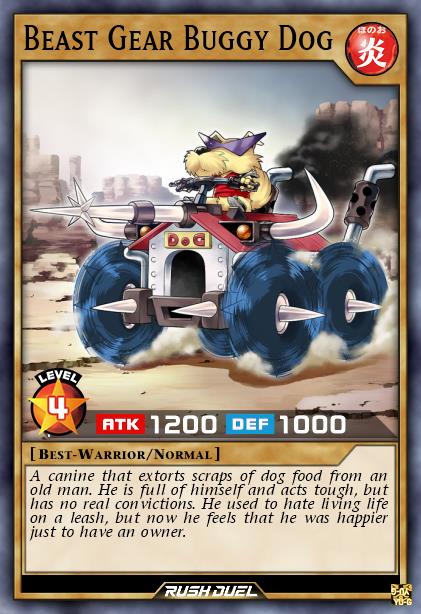 Beast Gear Buggy Dog
ほのお
炎
DOG
LEVEL
4
ATK 1200 DEF 1000
[Best-Warrior/Normal]
A canine that extorts scraps of dog food from an
old man. He is full of himself and acts tough, but
has no real convictions. He used to hate living life
on a leash, but now he feels that he was happier
just to have an owner.
RUSH DUEL